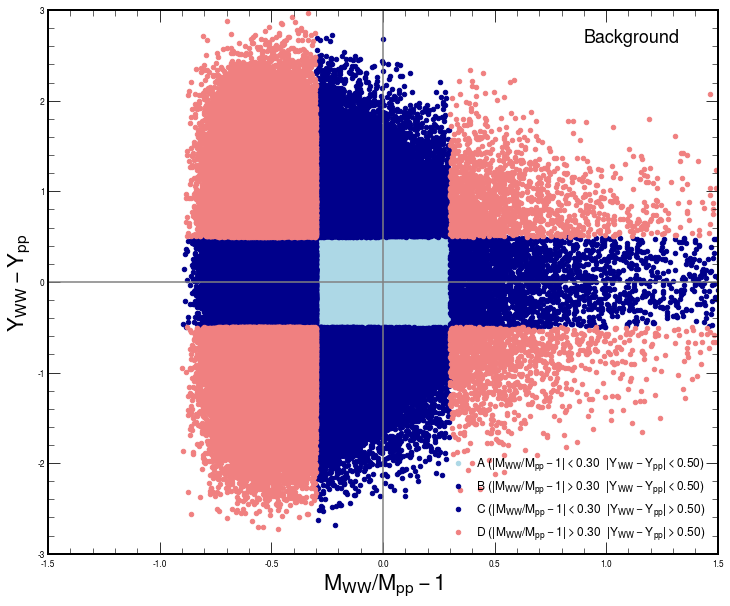 3
Background
2
1
0
-1
-2
-3
Y_WW − Y_pp
A (|M_WW/M_pp − 1| < 0.30 |Y_WW − Y_pp| < 0.50)
B (|M_WW/M_pp − 1| > 0.30 |Y_WW − Y_pp| < 0.50)
C (|M_WW/M_pp − 1| < 0.30 |Y_WW − Y_pp| > 0.50)
D (|M_WW/M_pp − 1| > 0.30 |Y_WW − Y_pp| > 0.50)
-1.5 -1.0 -0.5 0.0 0.5 1.0 1.5
M_WW/M_pp − 1